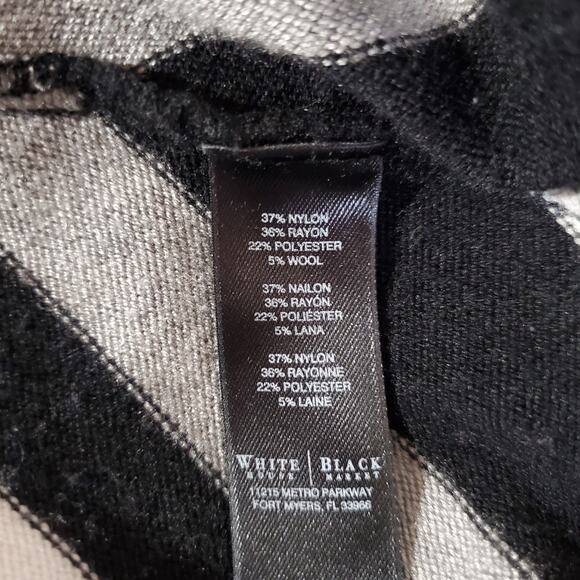 37% NYLON
36% RAYON
22% POLYESTER
5% WOOL
37% NAILON
36% RAYÓN
22% POLIÉSTER
5% LANA
37% NYLON
36% RAYONNE
22% POLYESTER
5% LAINE
WHITE | BLACK
HOUSE | MARKET
11215 METRO PARKWAY
FORT MYERS, FL 33966